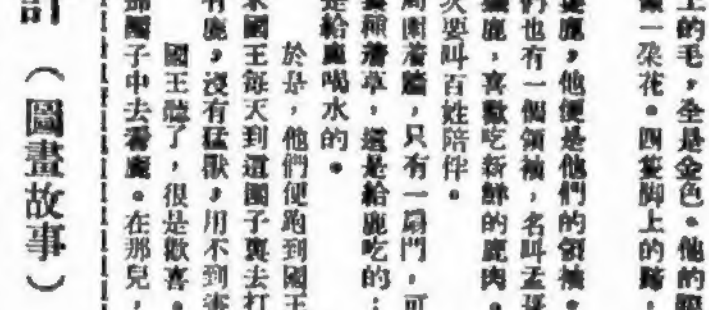 上的毛，全是金色。他的眼
一朶花。四隻脚上的蹄，
鹿，他便是他們的領袖。
們也有一個領袖，名叫孟
鹿，喜歡吃新鮮的鹿肉。
次要叫百姓陪伴。
周圍着牆，只有一扇門，可
種着草，這是給鹿吃的；
是給鹿喝水的。
於是，他們便跑到國王
來國王每天到這園子裏去打
有鹿，沒有猛獸，用不到害
國王聽了，很是歡喜。
園子中去看鹿。在那兒，
計（圖畫故事）